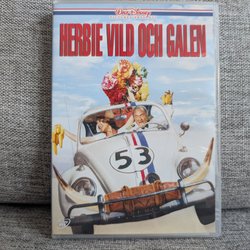 Walt Disney
HERBIE VILD OCH GALEN
53